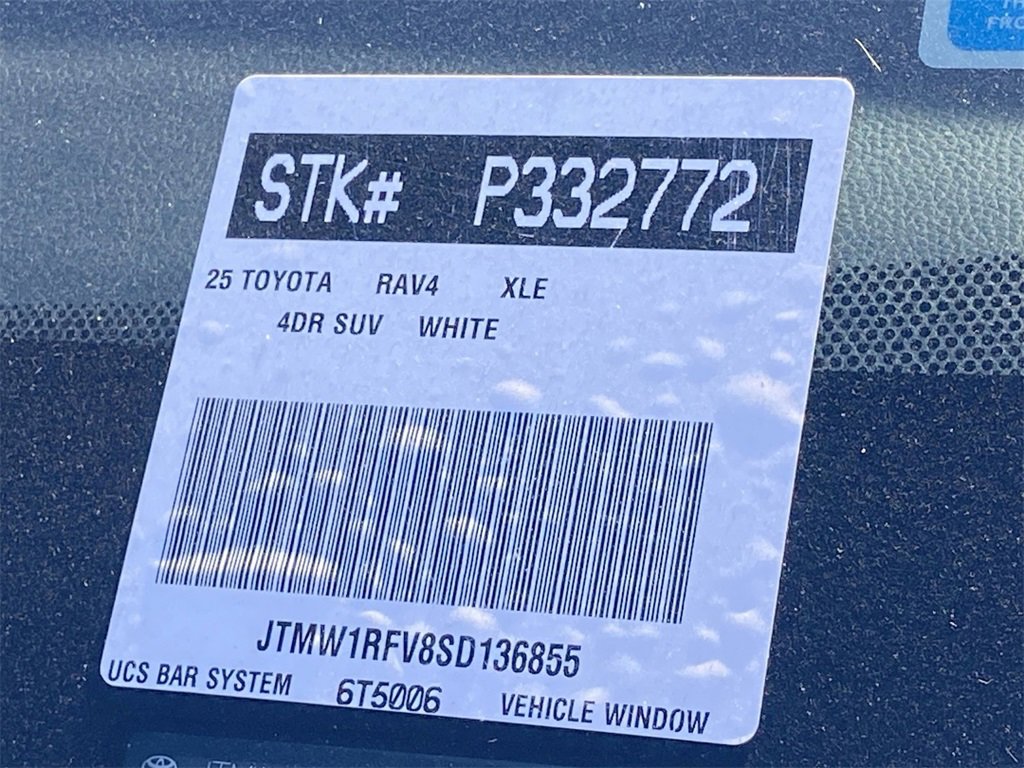 STK# P332772
25 TOYOTA RAV4 XLE
4DR SUV WHITE
JTMW1RFV8SD136855
UCS BAR SYSTEM 6T5006 VEHICLE WINDOW